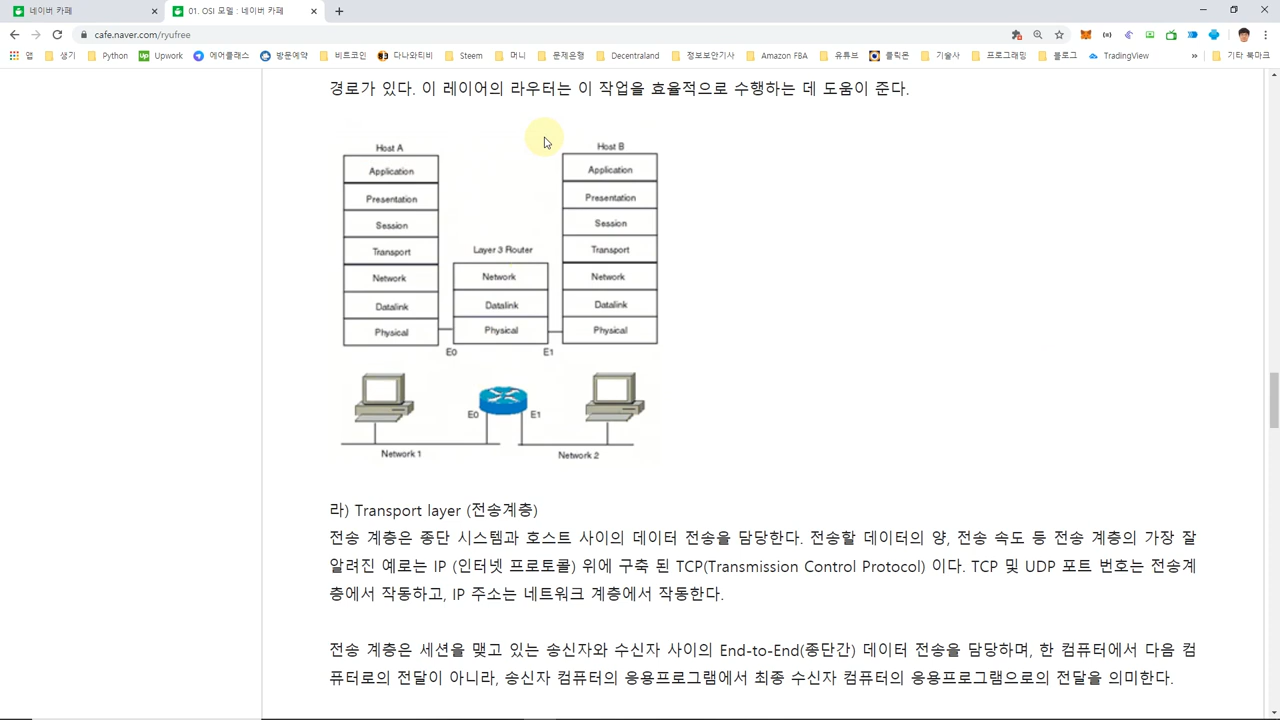 네이버 카페
01. OSI 모델 : 네이버 카페
cafe.naver.com/ryufree
앱 생기 Python Upwork 에어클래스 방문예약 비트코인 다나와티비 Steem 머니 문제은행 Decentraland 정보보안기사 Amazon FBA 유튜브 클릭몬 기술사 프로그래밍 블로그 TradingView » 기타 북마크
경로가 있다. 이 레이어의 라우터는 이 작업을 효율적으로 수행하는 데 도움이 준다.
Host A
Application
Presentation
Session
Transport
Network
Datalink
Physical
Layer 3 Router
Network
Datalink
Physical
E0
E1
Host B
Application
Presentation
Session
Transport
Network
Datalink
Physical
E0
E1
Network 1
Network 2
라) Transport layer (전송계층)
전송 계층은 종단 시스템과 호스트 사이의 데이터 전송을 담당한다. 전송할 데이터의 양, 전송 속도 등 전송 계층의 가장 잘
알려진 예로는 IP (인터넷 프로토콜) 위에 구축 된 TCP(Transmission Control Protocol) 이다. TCP 및 UDP 포트 번호는 전송계
층에서 작동하고, IP 주소는 네트워크 계층에서 작동한다.
전송 계층은 세션을 맺고 있는 송신자와 수신자 사이의 End-to-End(종단간) 데이터 전송을 담당하며, 한 컴퓨터에서 다음 컴
퓨터로의 전달이 아니라, 송신자 컴퓨터의 응용프로그램에서 최종 수신자 컴퓨터의 응용프로그램으로의 전달을 의미한다.